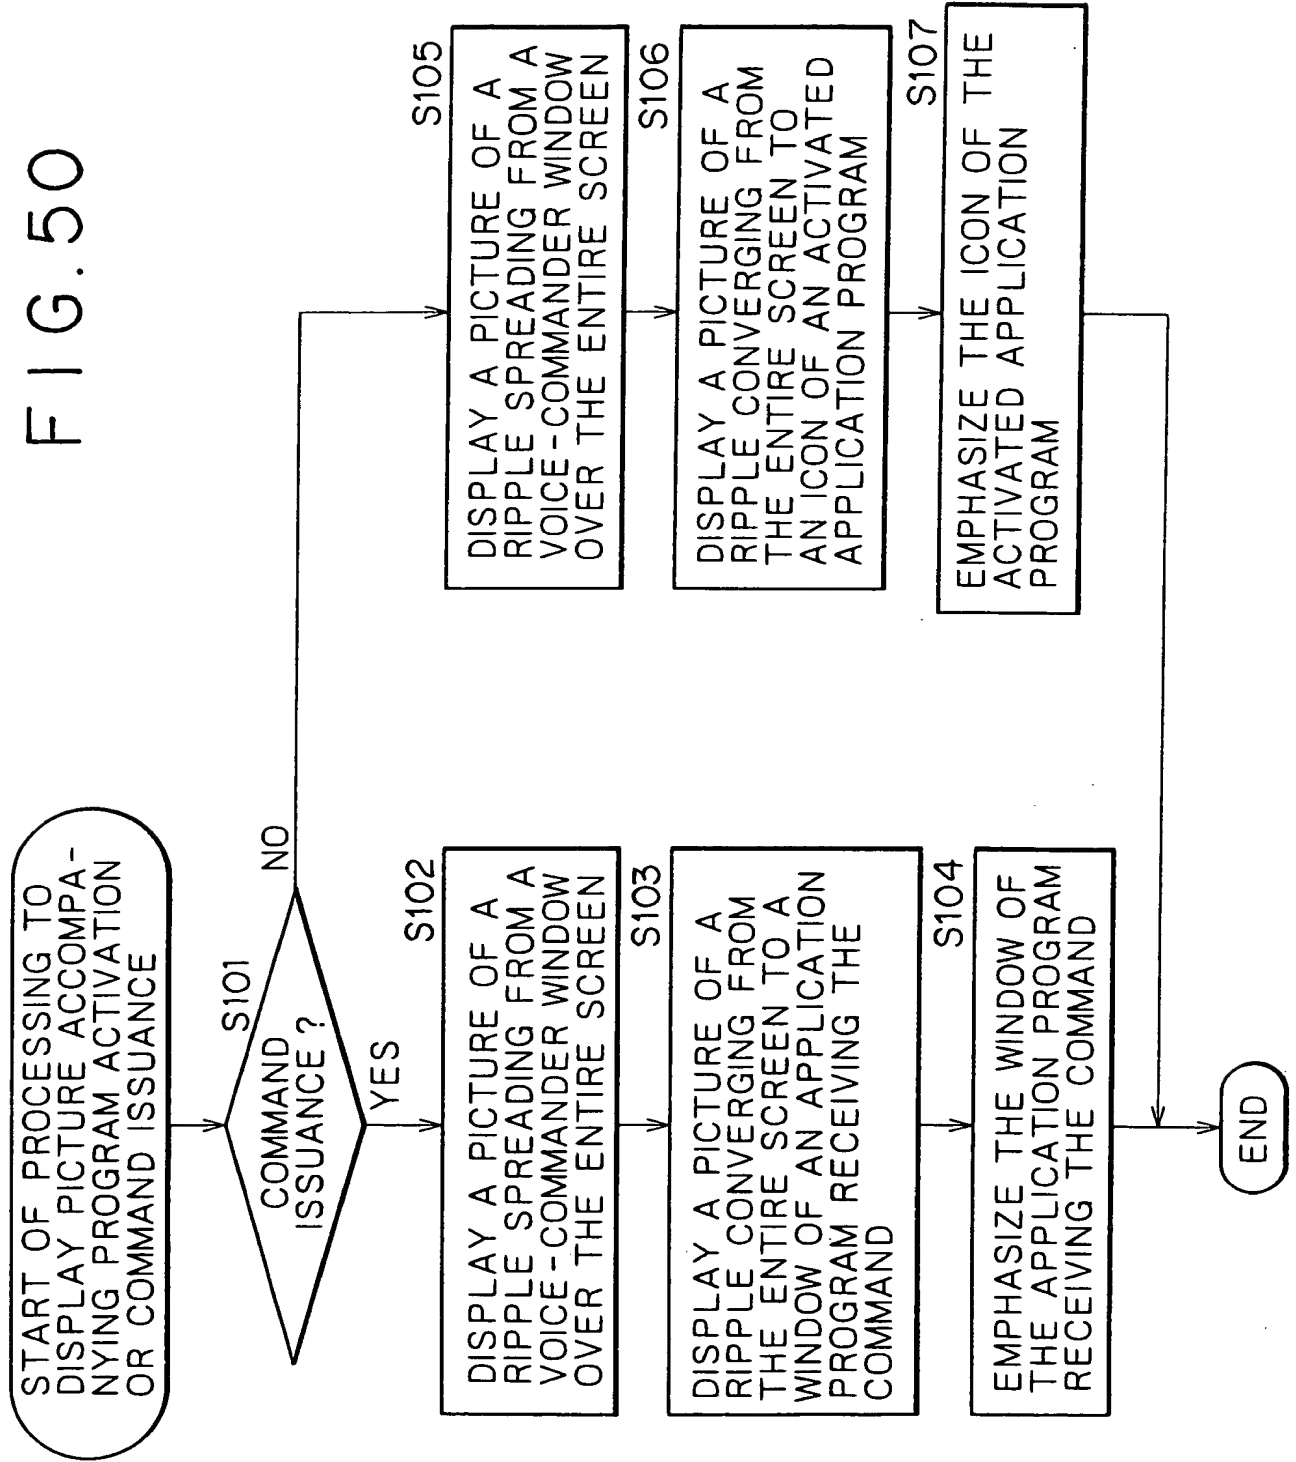 FIG.50
START OF PROCESSING TO
DISPLAY PICTURE ACCOMPA-
NYING PROGRAM ACTIVATION
OR COMMAND ISSUANCE
S101
COMMAND
ISSUANCE?
NO
YES
S102
DISPLAY A PICTURE OF A
RIPPLE SPREADING FROM A
VOICE-COMMANDER WINDOW
OVER THE ENTIRE SCREEN
S103
DISPLAY A PICTURE OF A
RIPPLE CONVERGING FROM
THE ENTIRE SCREEN TO A
WINDOW OF AN APPLICATION
PROGRAM RECEIVING THE
COMMAND
S104
EMPHASIZE THE WINDOW OF
THE APPLICATION PROGRAM
RECEIVING THE COMMAND
S105
DISPLAY A PICTURE OF A
RIPPLE SPREADING FROM A
VOICE-COMMANDER WINDOW
OVER THE ENTIRE SCREEN
S106
DISPLAY A PICTURE OF A
RIPPLE CONVERGING FROM
THE ENTIRE SCREEN TO
AN ICON OF AN ACTIVATED
APPLICATION PROGRAM
S107
EMPHASIZE THE ICON OF THE
ACTIVATED APPLICATION
PROGRAM
END